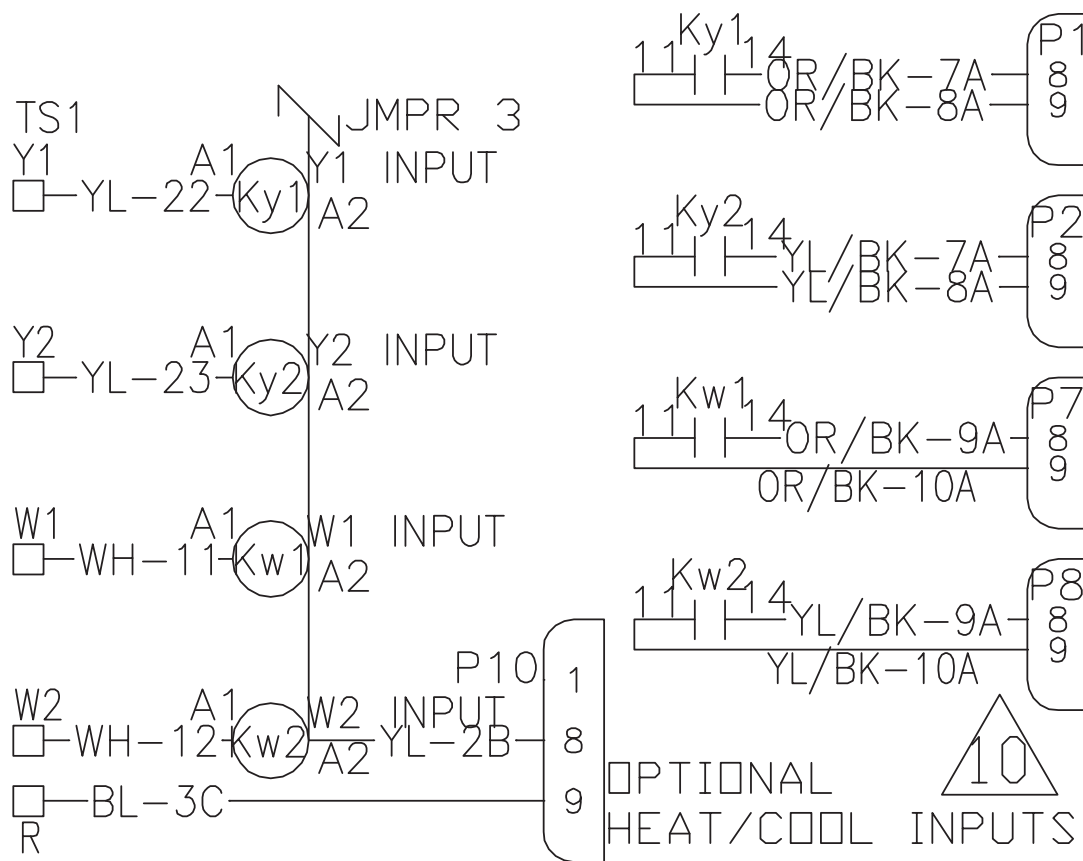 TS1
JMPR 3
Y1
YL-22
A1
Ky1
Y1 INPUT
A2
Y2
YL-23
A1
Ky2
Y2 INPUT
A2
W1
WH-11
A1
Kw1
W1 INPUT
A2
W2
WH-12
A1
Kw2
W2 INPUT
A2
YL-2B
BL-3C
R
P10
1
8
9
OPTIONAL
HEAT/COOL INPUTS
10
Ky1
11
14
OR/BK-7A
OR/BK-8A
P1
8
9
Ky2
11
14
YL/BK-7A
YL/BK-8A
P2
8
9
Kw1
11
14
OR/BK-9A
OR/BK-10A
P7
8
9
Kw2
11
14
YL/BK-9A
YL/BK-10A
P8
8
9